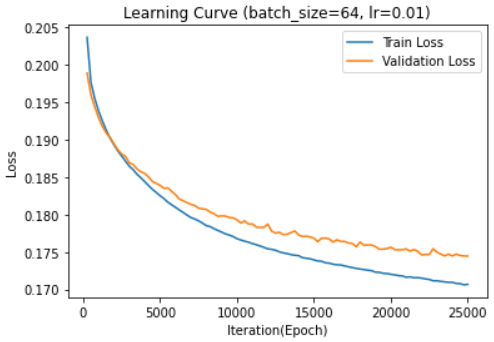 Learning Curve (batch_size=64, lr=0.01)
Train Loss
Validation Loss
Loss
0.205
0.200
0.195
0.190
0.185
0.180
0.175
0.170
0
5000
10000
15000
20000
25000
Iteration(Epoch)